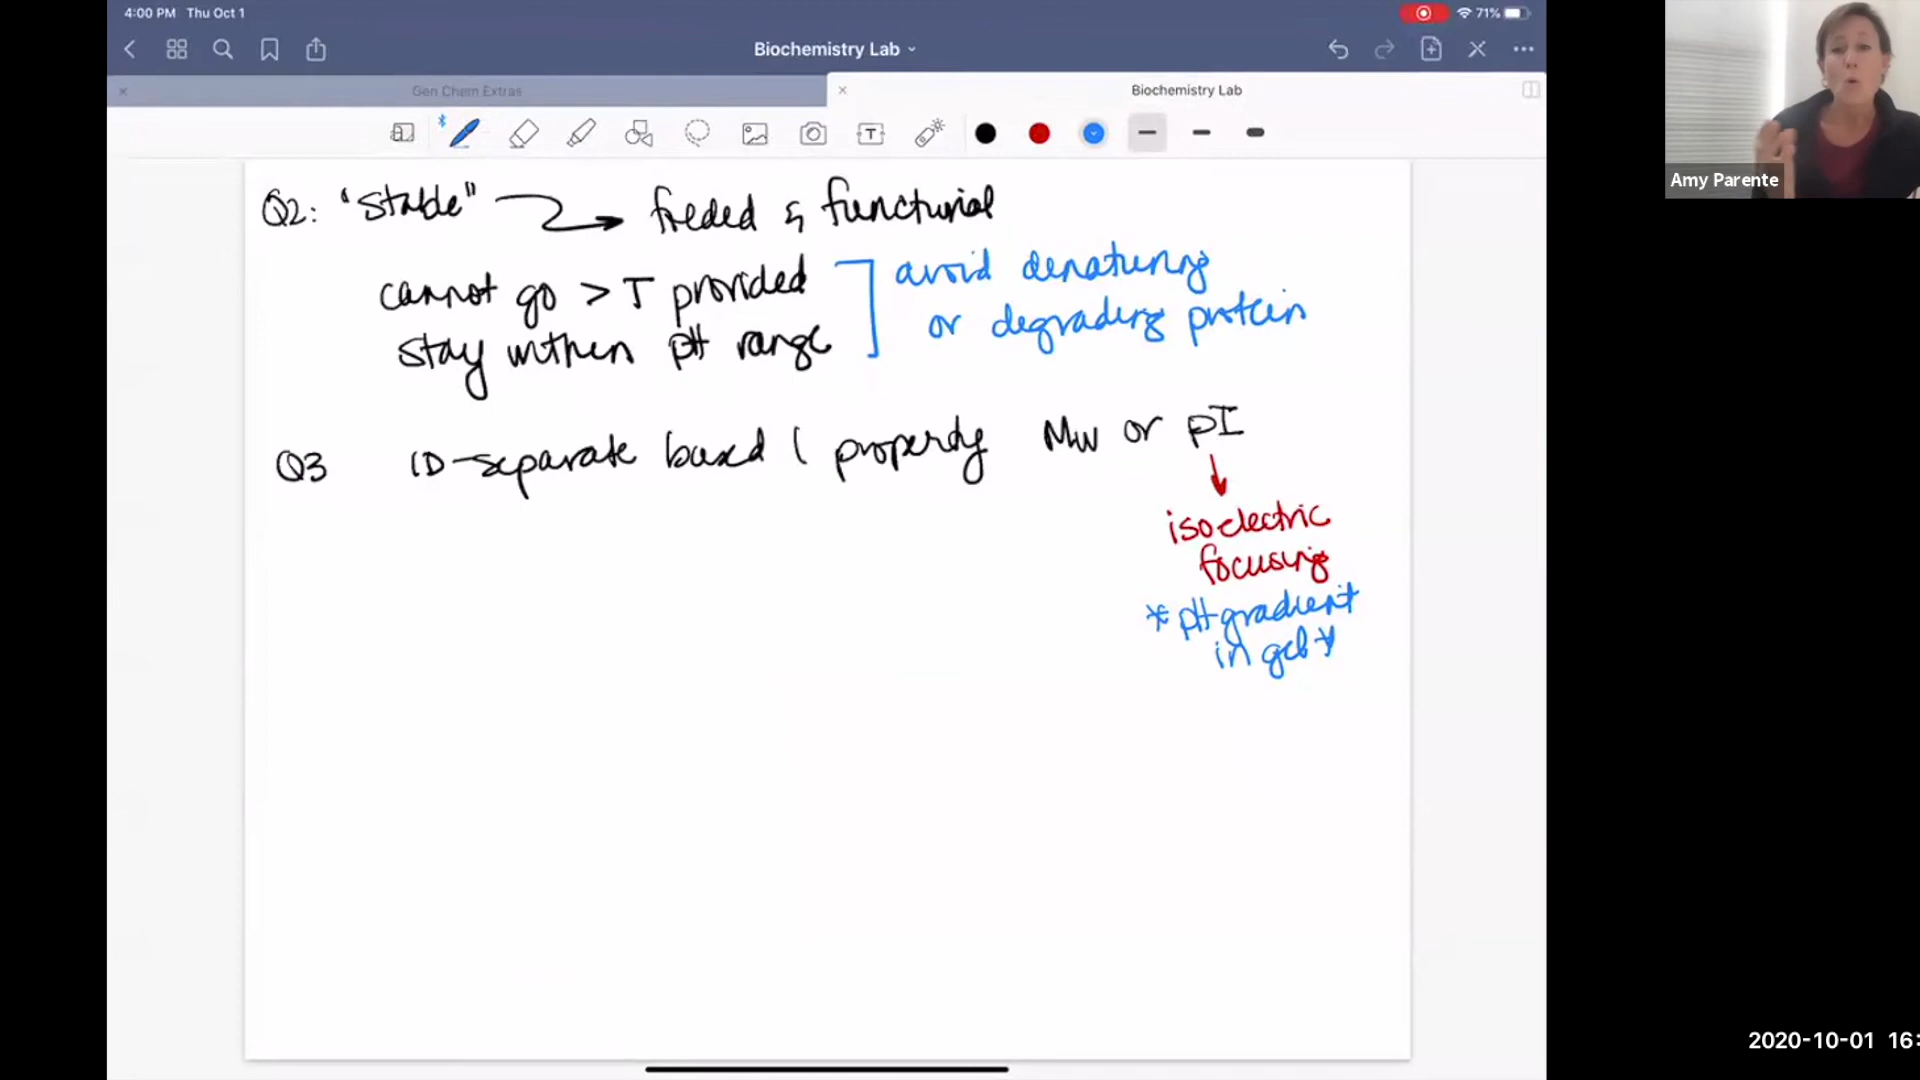 4:00 PM Thu Oct 1
71%
Biochemistry Lab
Gen Chem Extras
Biochemistry Lab
T
Amy Parente
Q2: "Stable" → folded & functional
cannot go > T provided
stay within pH range
avoid denaturing
or degrading protein
Q3 1D-separate based 1 property MW or pI
isoelectric
focusing
*pH gradient
in gel*
2020-10-01 16: